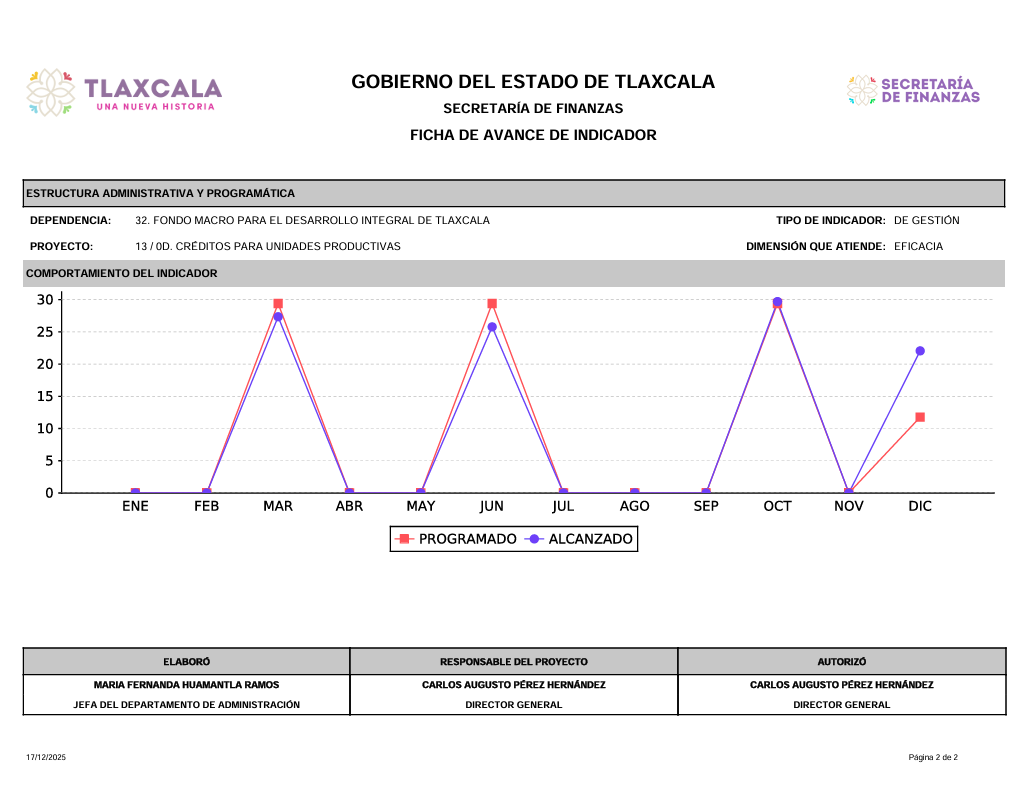 TLAXCALA
UNA NUEVA HISTORIA
GOBIERNO DEL ESTADO DE TLAXCALA
SECRETARÍA DE FINANZAS
FICHA DE AVANCE DE INDICADOR
SECRETARÍA
DE FINANZAS
ESTRUCTURA ADMINISTRATIVA Y PROGRAMÁTICA
DEPENDENCIA: 32. FONDO MACRO PARA EL DESARROLLO INTEGRAL DE TLAXCALA TIPO DE INDICADOR: DE GESTIÓN
PROYECTO: 13 / 0D. CRÉDITOS PARA UNIDADES PRODUCTIVAS DIMENSIÓN QUE ATIENDE: EFICACIA
COMPORTAMIENTO DEL INDICADOR
30
25
20
15
10
5
0
ENE FEB MAR ABR MAY JUN JUL AGO SEP OCT NOV DIC
PROGRAMADO ALCANZADO
ELABORÓ RESPONSABLE DEL PROYECTO AUTORIZÓ
MARIA FERNANDA HUAMANTLA RAMOS CARLOS AUGUSTO PÉREZ HERNÁNDEZ CARLOS AUGUSTO PÉREZ HERNÁNDEZ
JEFA DEL DEPARTAMENTO DE ADMINISTRACIÓN DIRECTOR GENERAL DIRECTOR GENERAL
17/12/2025 Página 2 de 2